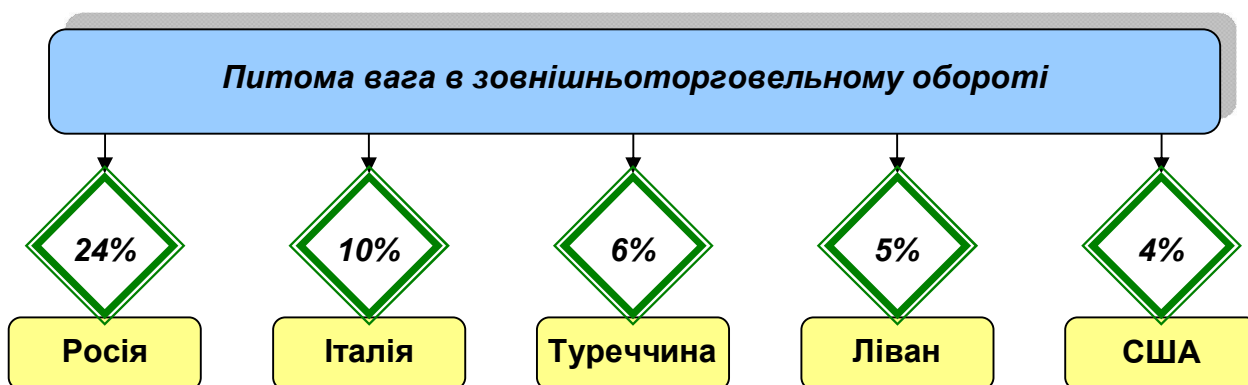 Питома вага в зовнішньоторговельному обороті
24% 10% 6% 5% 4%
Росія Італія Туреччина Ліван США